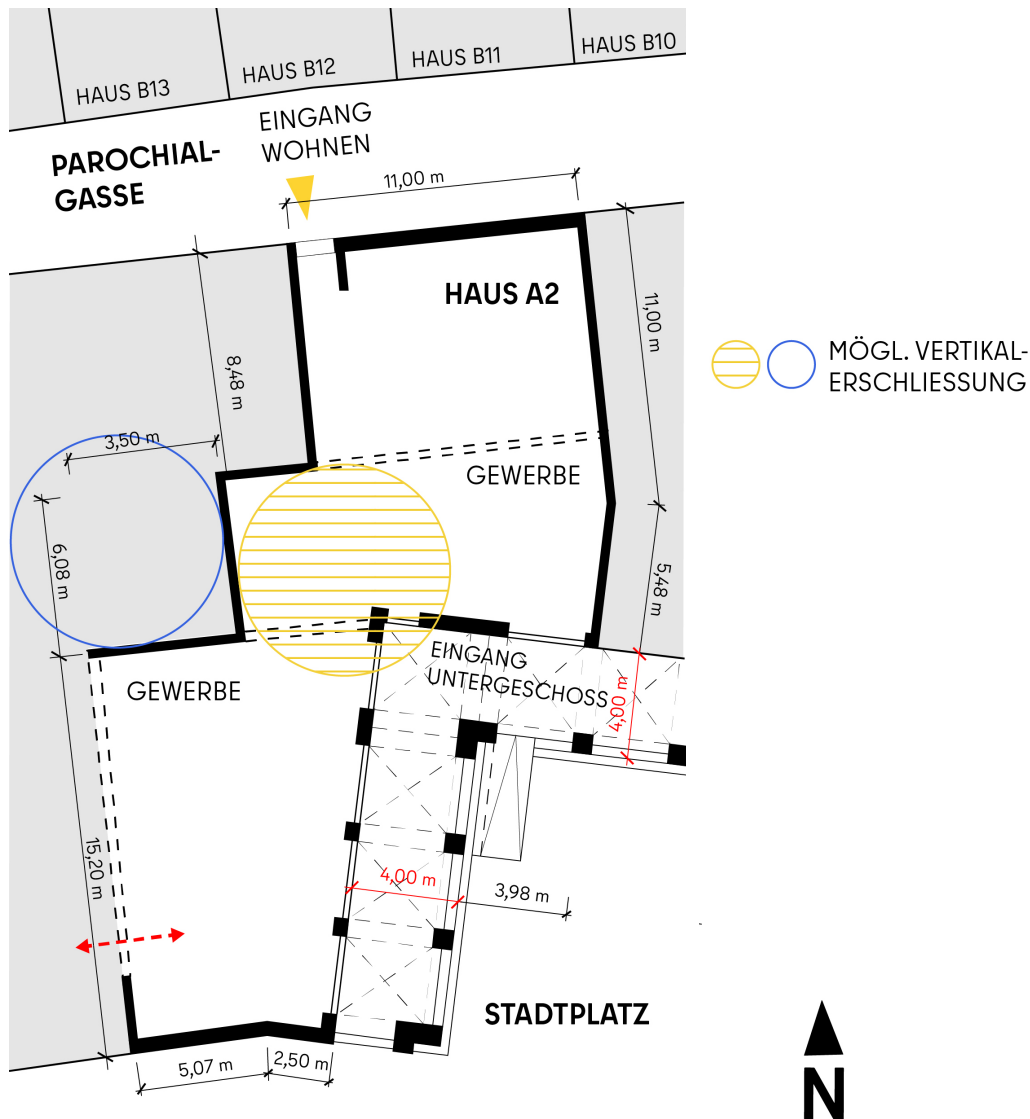 HAUS B13
HAUS B12
HAUS B11
HAUS B10
EINGANG
WOHNEN
PAROCHIAL-
GASSE
11,00 m
HAUS A2
11,00 m
8,48 m
MÖGL. VERTIKAL-
ERSCHLIESSUNG
3,50 m
GEWERBE
6,08 m
5,48 m
EINGANG
UNTERGESCHOSS
GEWERBE
4,00 m
15,20 m
4,00 m
3,98 m
STADTPLATZ
5,07 m
2,50 m
N